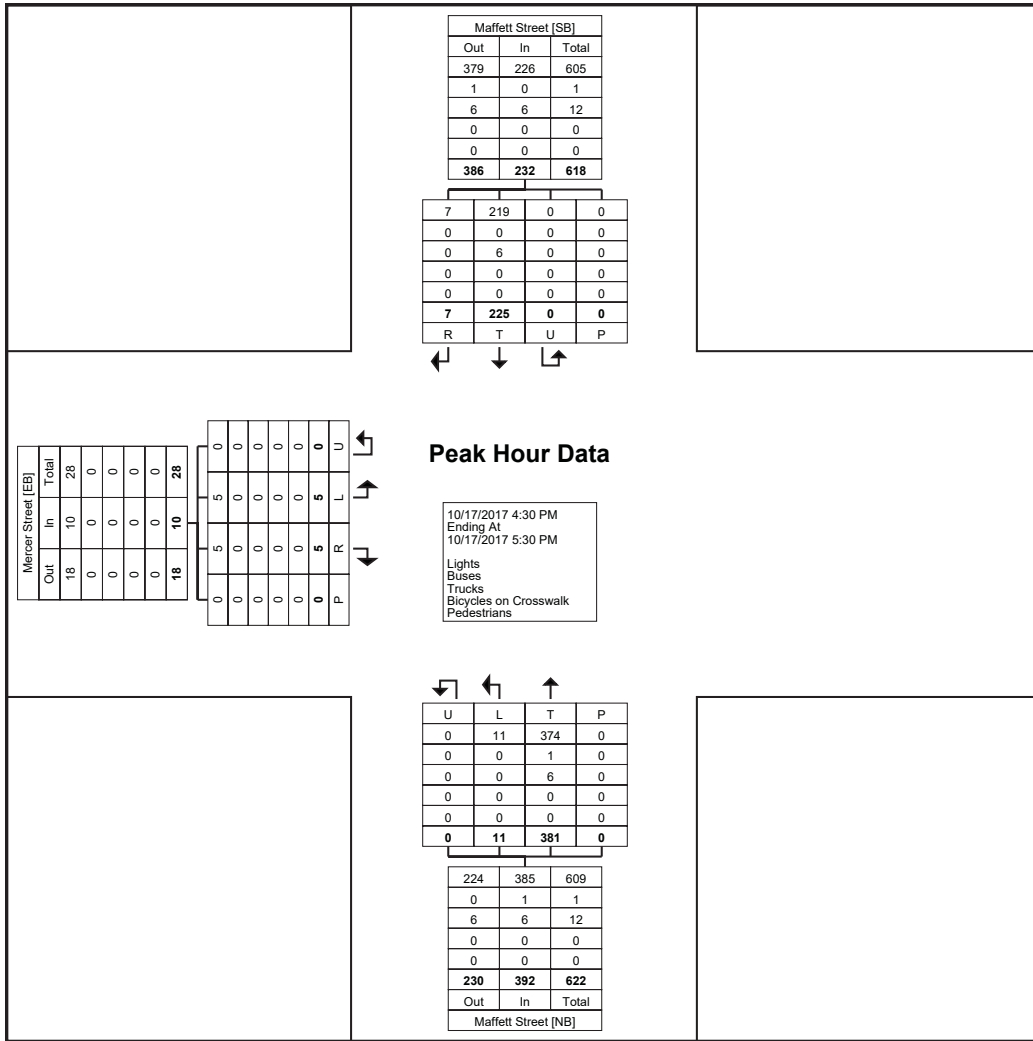 Maffett Street [SB]
Out In Total
379 226 605
1 0 1
6 6 12
0 0 0
0 0 0
386 232 618
7 219 0 0
0 0 0 0
0 6 0 0
0 0 0 0
0 0 0 0
7 225 0 0
R T U P
Mercer Street [EB]
Out In Total
18 10 28
0 0 0
0 0 0
0 0 0
0 0 0
18 10 28
0 5 5 0
0 0 0 0
0 0 0 0
0 0 0 0
0 0 0 0
0 5 5 0
P R L U
Peak Hour Data
10/17/2017 4:30 PM
Ending At
10/17/2017 5:30 PM
Lights
Buses
Trucks
Bicycles on Crosswalk
Pedestrians
U L T P
0 11 374 0
0 0 1 0
0 0 6 0
0 0 0 0
0 0 0 0
0 11 381 0
224 385 609
0 1 1
6 6 12
0 0 0
0 0 0
230 392 622
Out In Total
Maffett Street [NB]